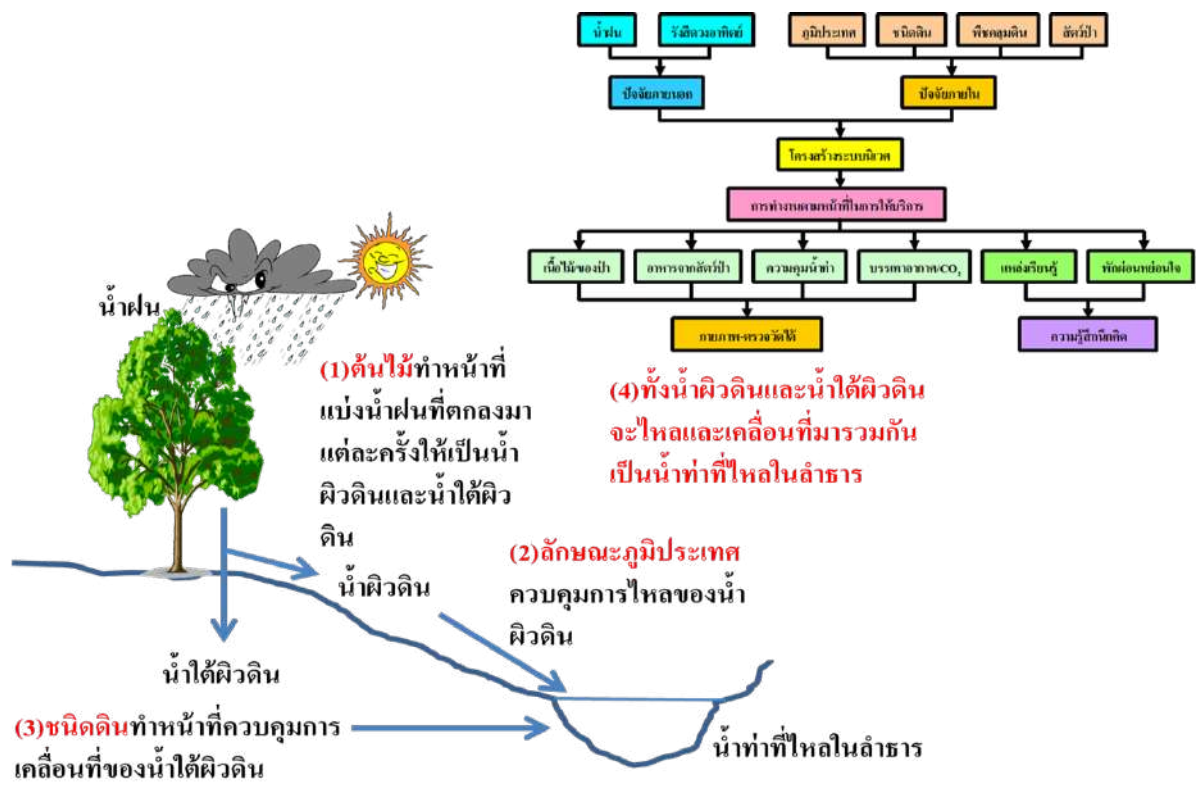 น้ำฝน
รังสีดวงอาทิตย์
ภูมิประเทศ
ชนิดดิน
พืชคลุมดิน
สัตว์ป่า
ปัจจัยภายนอก
ปัจจัยภายใน
โครงสร้างระบบนิเวศ
การทำงานตามหน้าที่ในการให้บริการ
เนื้อไม้ของป่า
อาหารจากสัตว์ป่า
ความคุมน้ำท่า
บรรเทาอากาศ/CO₂
แหล่งเรียนรู้
พักผ่อนหย่อนใจ
กายภาพ-ตรวจวัดได้
ความรู้สึกนึกคิด
น้ำฝน
(1)ต้นไม้ทำหน้าที่
แบ่งน้ำฝนที่ตกลงมา
แต่ละครั้งให้เป็นน้ำ
ผิวดินและน้ำใต้ผิว
ดิน
(4)ทั้งน้ำผิวดินและน้ำใต้ผิวดิน
จะไหลและเคลื่อนที่มารวมกัน
เป็นน้ำท่าที่ไหลในลำธาร
น้ำผิวดิน
(2)ลักษณะภูมิประเทศ
ควบคุมการไหลของน้ำ
ผิวดิน
น้ำใต้ผิวดิน
(3)ชนิดดินทำหน้าที่ควบคุมการ
เคลื่อนที่ของน้ำใต้ผิวดิน
น้ำท่าที่ไหลในลำธาร